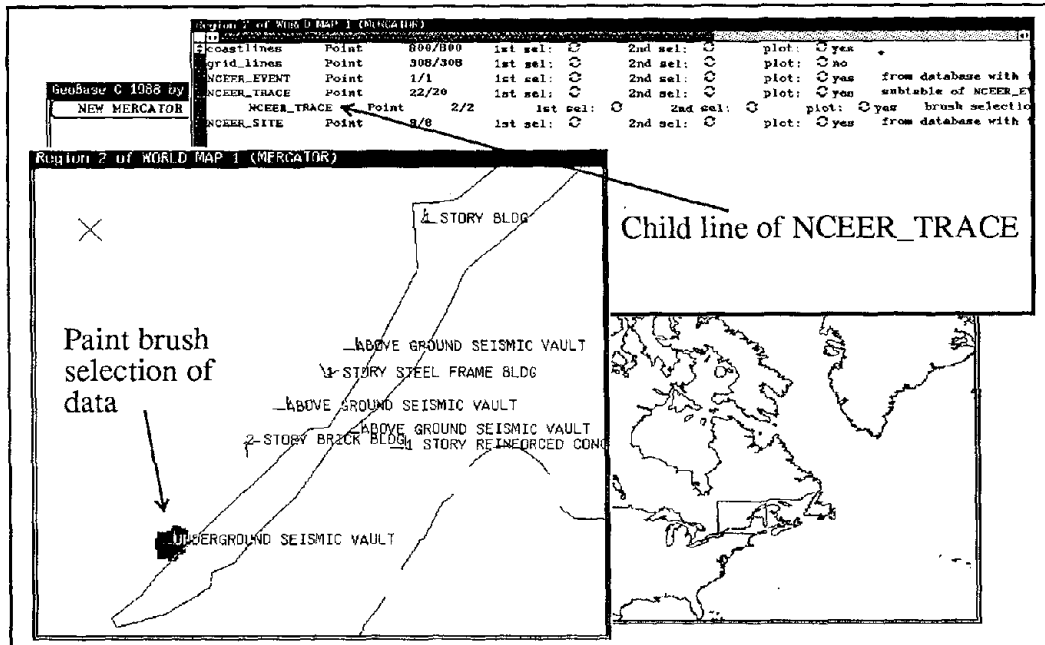 Region 2 of WORLD MAP 1 (MERCATOR)
coastlines Point 800/800 1st sel: 2nd sel: plot: yes
grid_lines Point 308/308 1st sel: 2nd sel: plot: no
NCEER_EVENT Point 1/1 1st sel: 2nd sel: plot: yes from database with
NCEER_TRACE Point 22/20 1st sel: 2nd sel: plot: yes subtable of NCEER_EV
NCEER_TRACE Point 2/2 1st sel: 2nd sel: plot: yes brush selectio
NCEER_SITE Point 8/8 1st sel: 2nd sel: plot: yes from database with
GeoBase C 1988 by
NEW MERCATOR
Region 2 of WORLD MAP 1 (MERCATOR)
Child line of NCEER_TRACE
STORY BLDG
Paint brush
selection of
data
ABOVE GROUND SEISMIC VAULT
1 STORY STEEL FRAME BLDG
ABOVE GROUND SEISMIC VAULT
ABOVE GROUND SEISMIC VAULT
2 STORY BRICK BLDG
1 STORY REINFORCED CONC
UNDERGROUND SEISMIC VAULT